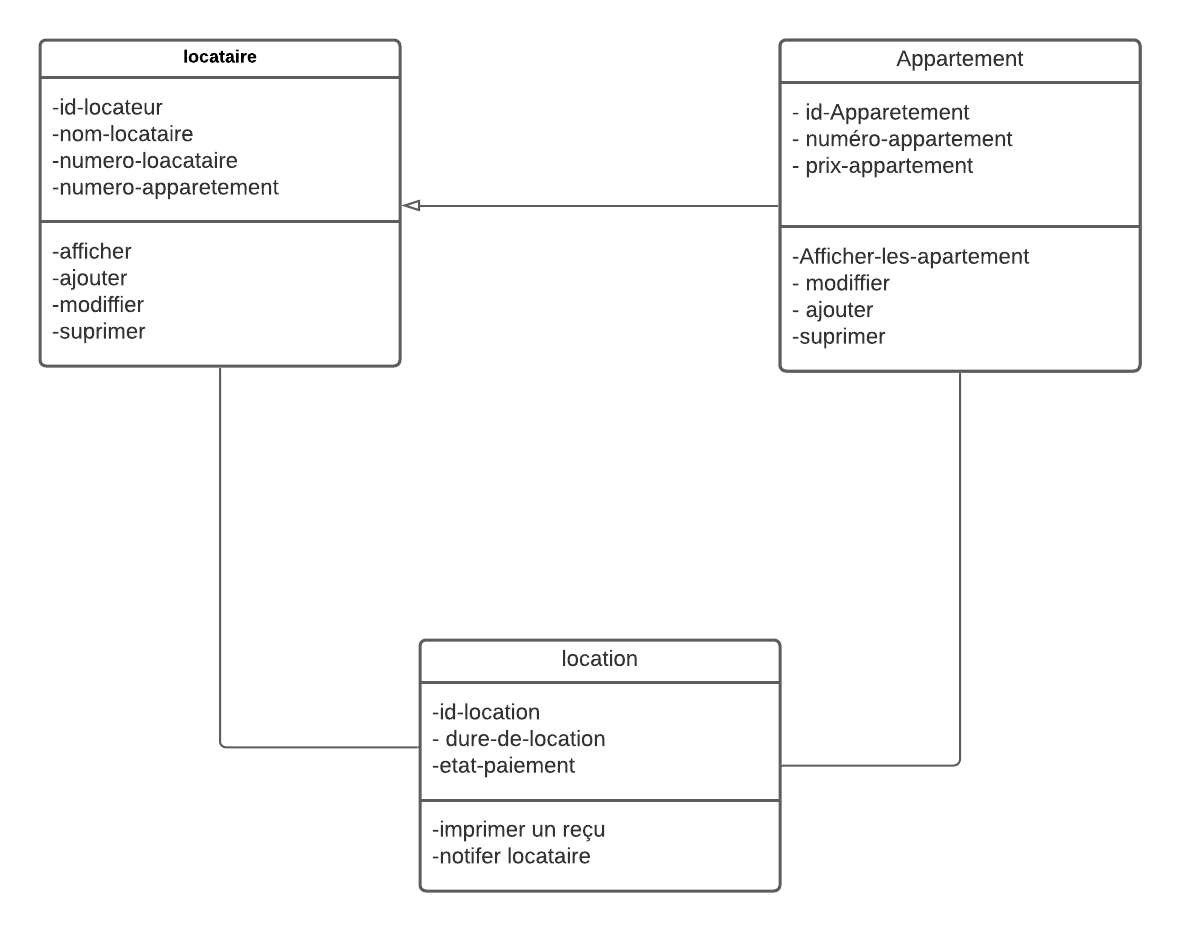 locataire
-id-locateur
-nom-locataire
-numero-loacataire
-numero-apparetement
-afficher
-ajouter
-modiffier
-suprimer
Appartement
- id-Apparetement
- numéro-appartement
- prix-appartement
-Afficher-les-apartement
- modiffier
- ajouter
-suprimer
location
-id-location
- dure-de-location
-etat-paiement
-imprimer un reçu
-notifer locataire